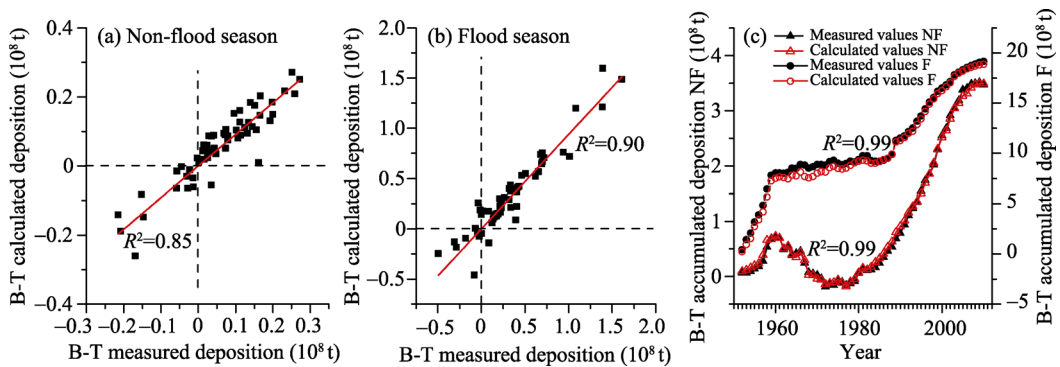 (a) Non-flood season
B-T calculated deposition (10⁸ t)
0.4
0.2
0
−0.2
−0.4
R²=0.85
−0.3
−0.2
−0.1
0
0.1
0.2
0.3
B-T measured deposition (10⁸ t)
(b) Flood season
B-T calculated deposition (10⁸ t)
2.0
1.5
1.0
0.5
0
−0.5
R²=0.90
−0.5
0
0.5
1.0
1.5
2.0
B-T measured deposition (10⁸ t)
(c)
Measured values NF
Calculated values NF
Measured values F
Calculated values F
B-T accumulated deposition NF (10⁸ t)
4
3
2
1
0
R²=0.99
R²=0.99
1960
1980
2000
Year
20
15
10
5
0
−5
B-T accumulated deposition F (10⁸ t)